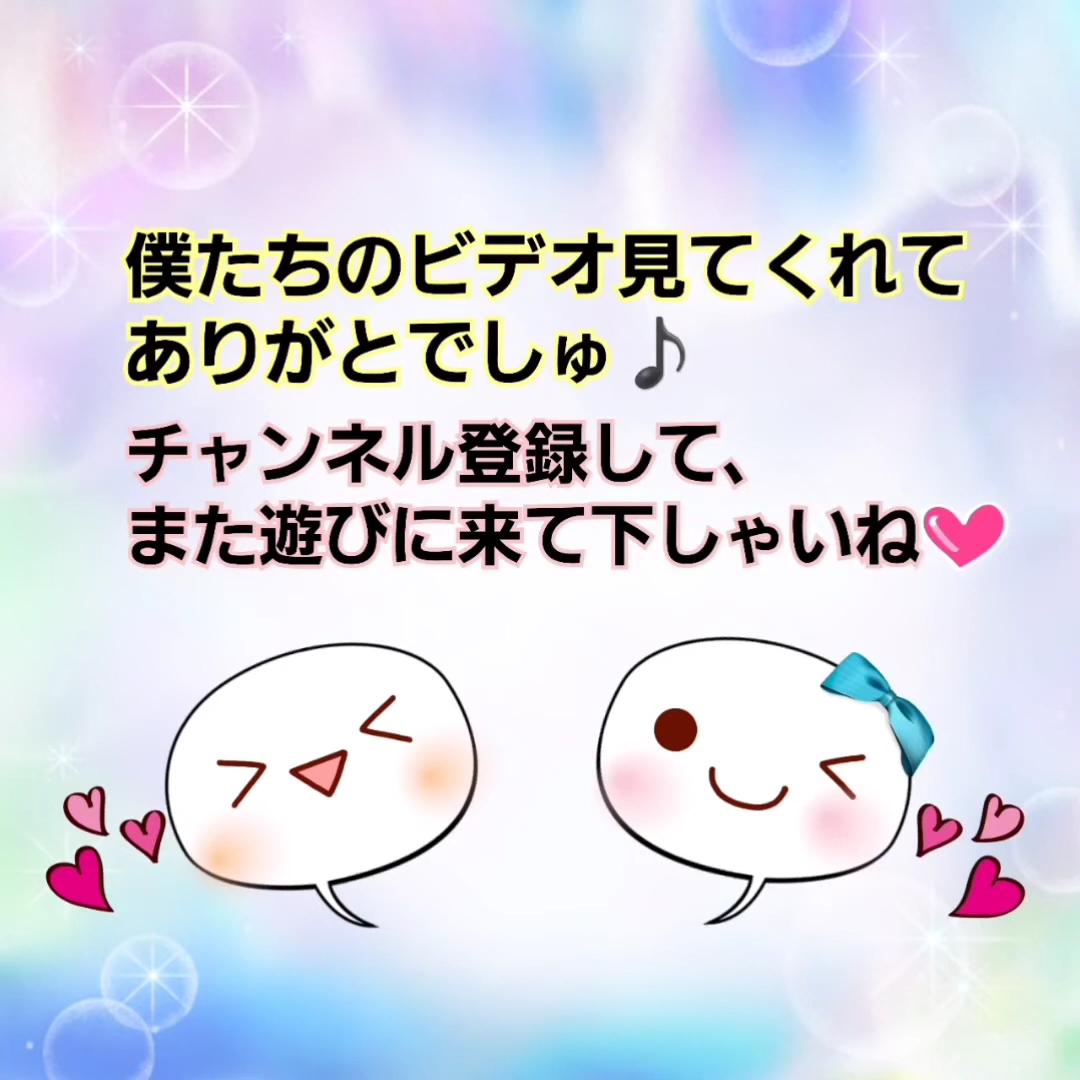 僕たちのビデオ見てくれて
ありがとでしゅ♪
チャンネル登録して、
また遊びに来て下しゃいね💗